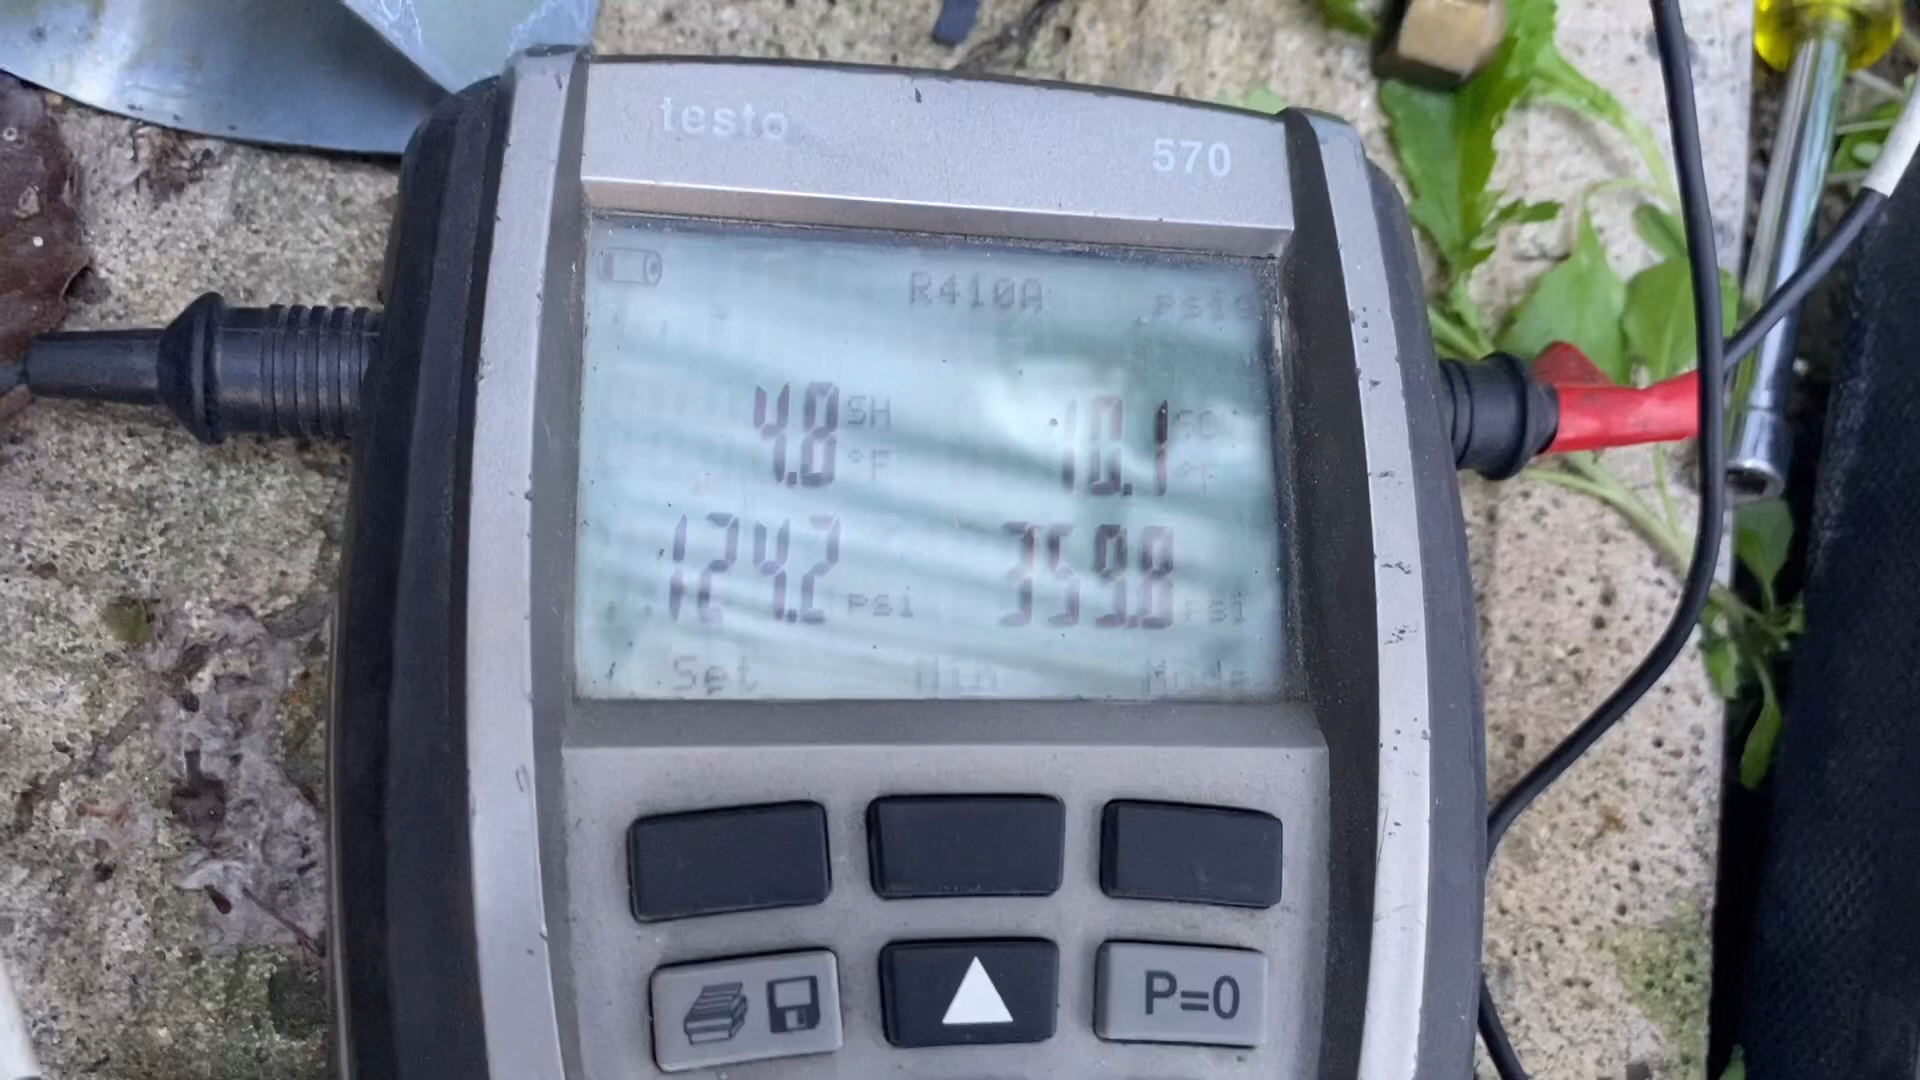 testo
570
R410A psig
4.8 SH °F 10.1 SC °F
124.2 psi 359.8 psi
Set Min Mode
P=0